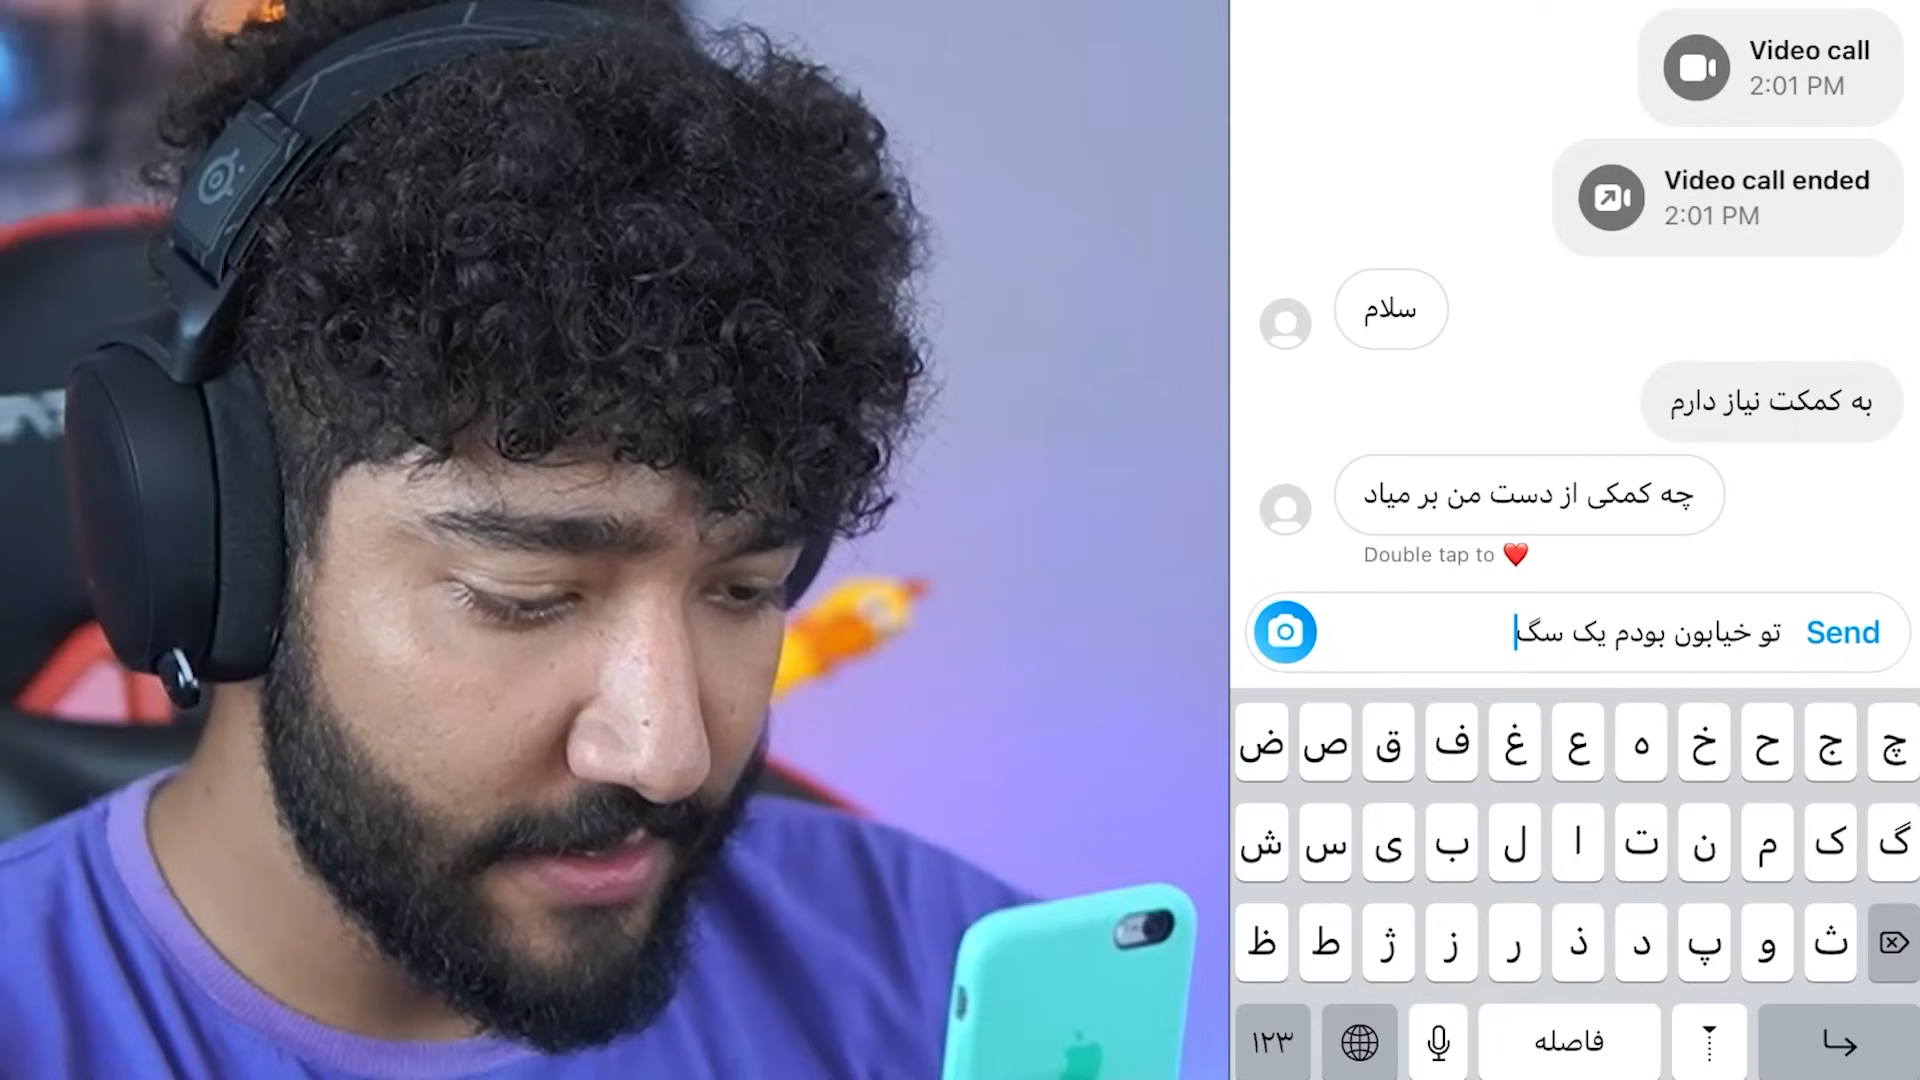 Video call
2:01 PM
Video call ended
2:01 PM
سلام
به کمکت نیاز دارم
چه کمکی از دست من بر میاد
Double tap to ❤️
تو خیابون بودم یک سگ
Send
ض ص ق ف غ ع ه خ ح ج چ
ش س ی ب ل ا ت ن م ک گ
ظ ط ژ ز ر ذ د پ و ث
۱۲۳
فاصله